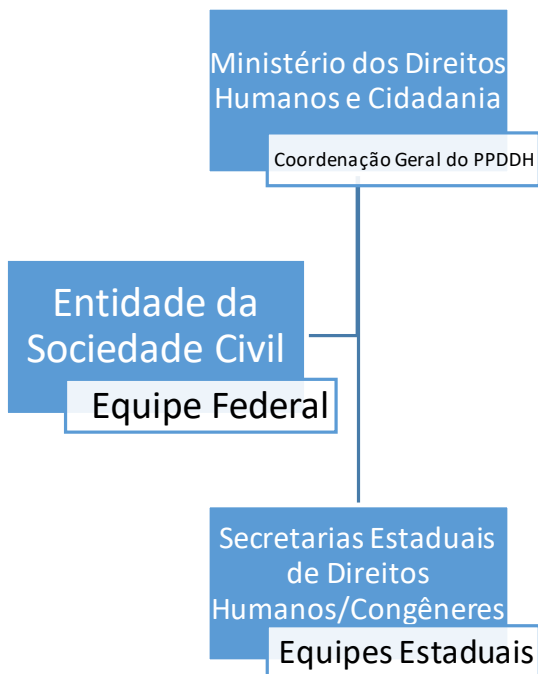 Ministério dos Direitos
Humanos e Cidadania
Coordenação Geral do PPDDH
Entidade da
Sociedade Civil
Equipe Federal
Secretarias Estaduais
de Direitos
Humanos/Congêneres
Equipes Estaduais